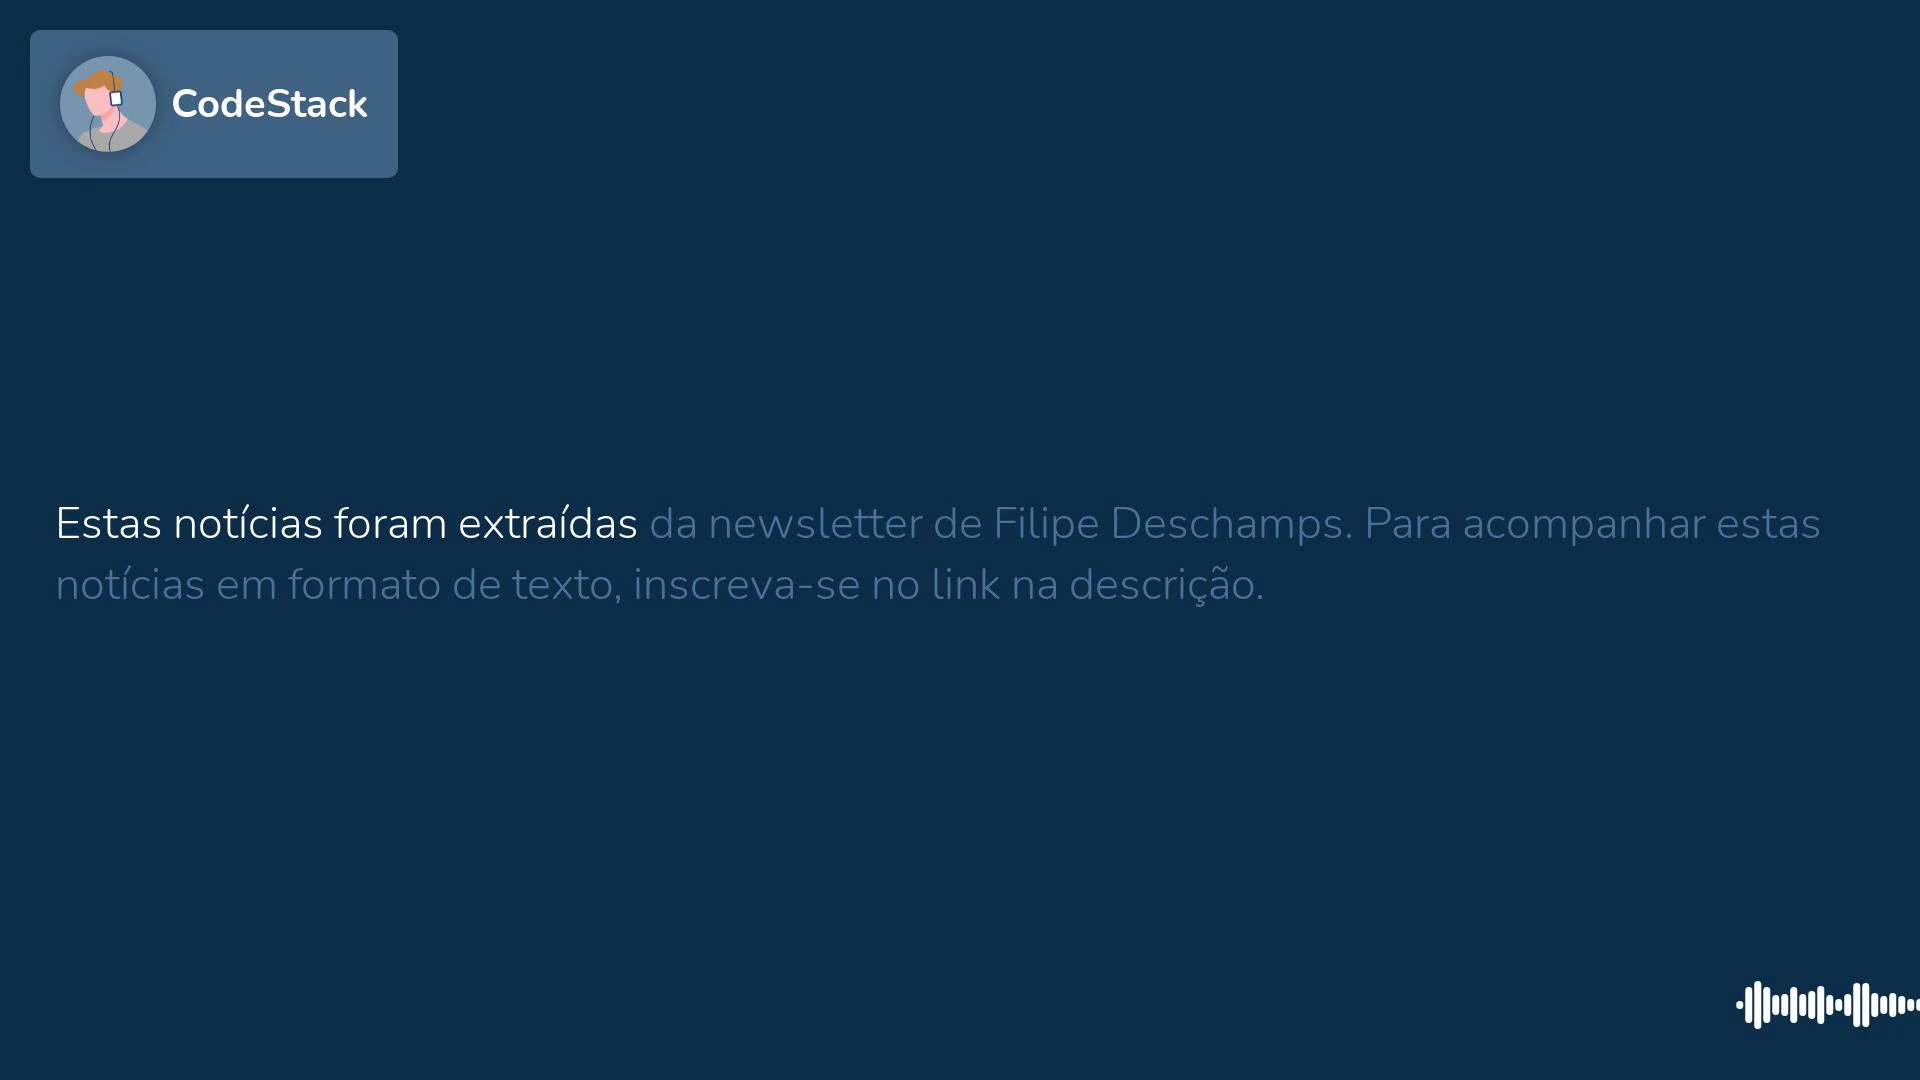 CodeStack
Estas notícias foram extraídas da newsletter de Filipe Deschamps. Para acompanhar estas
notícias em formato de texto, inscreva-se no link na descrição.